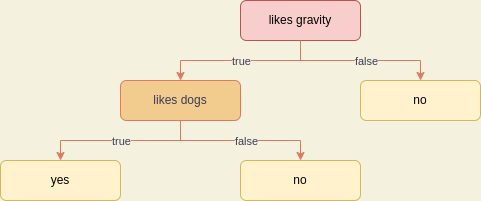 likes gravity
true
false
likes dogs
no
true
false
yes
no